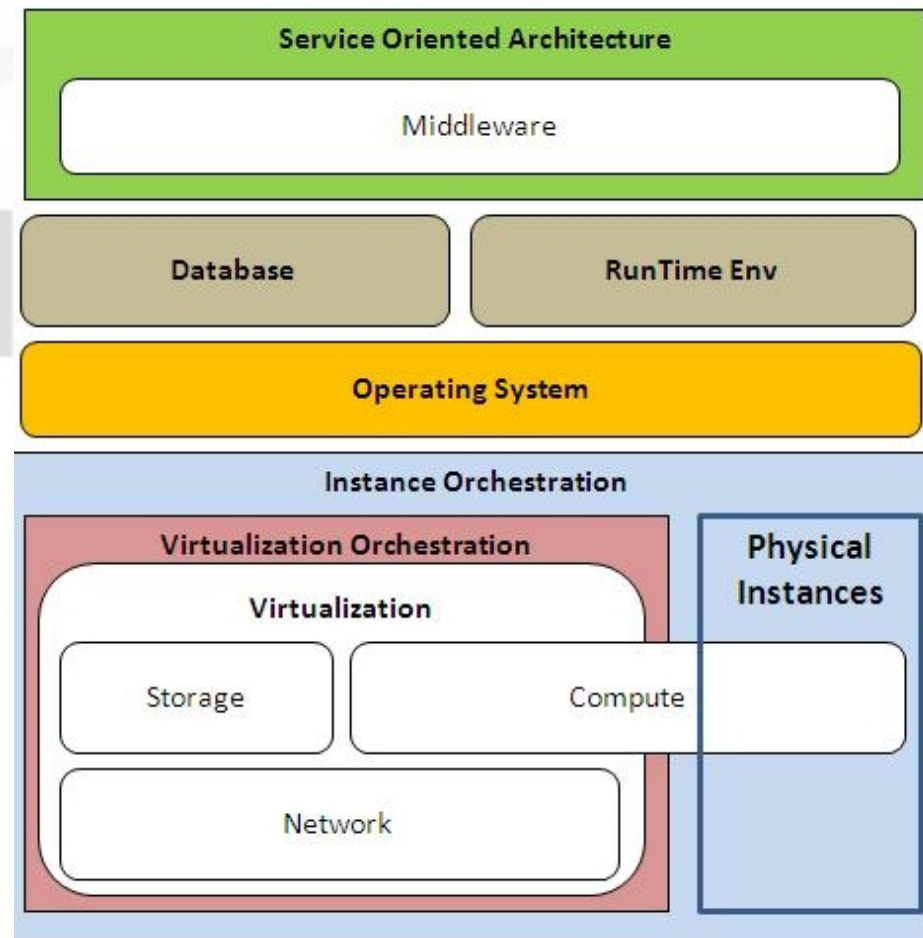 Service Oriented Architecture
Middleware
Database
RunTime Env
Operating System
Instance Orchestration
Virtualization Orchestration
Physical
Instances
Virtualization
Storage
Compute
Network